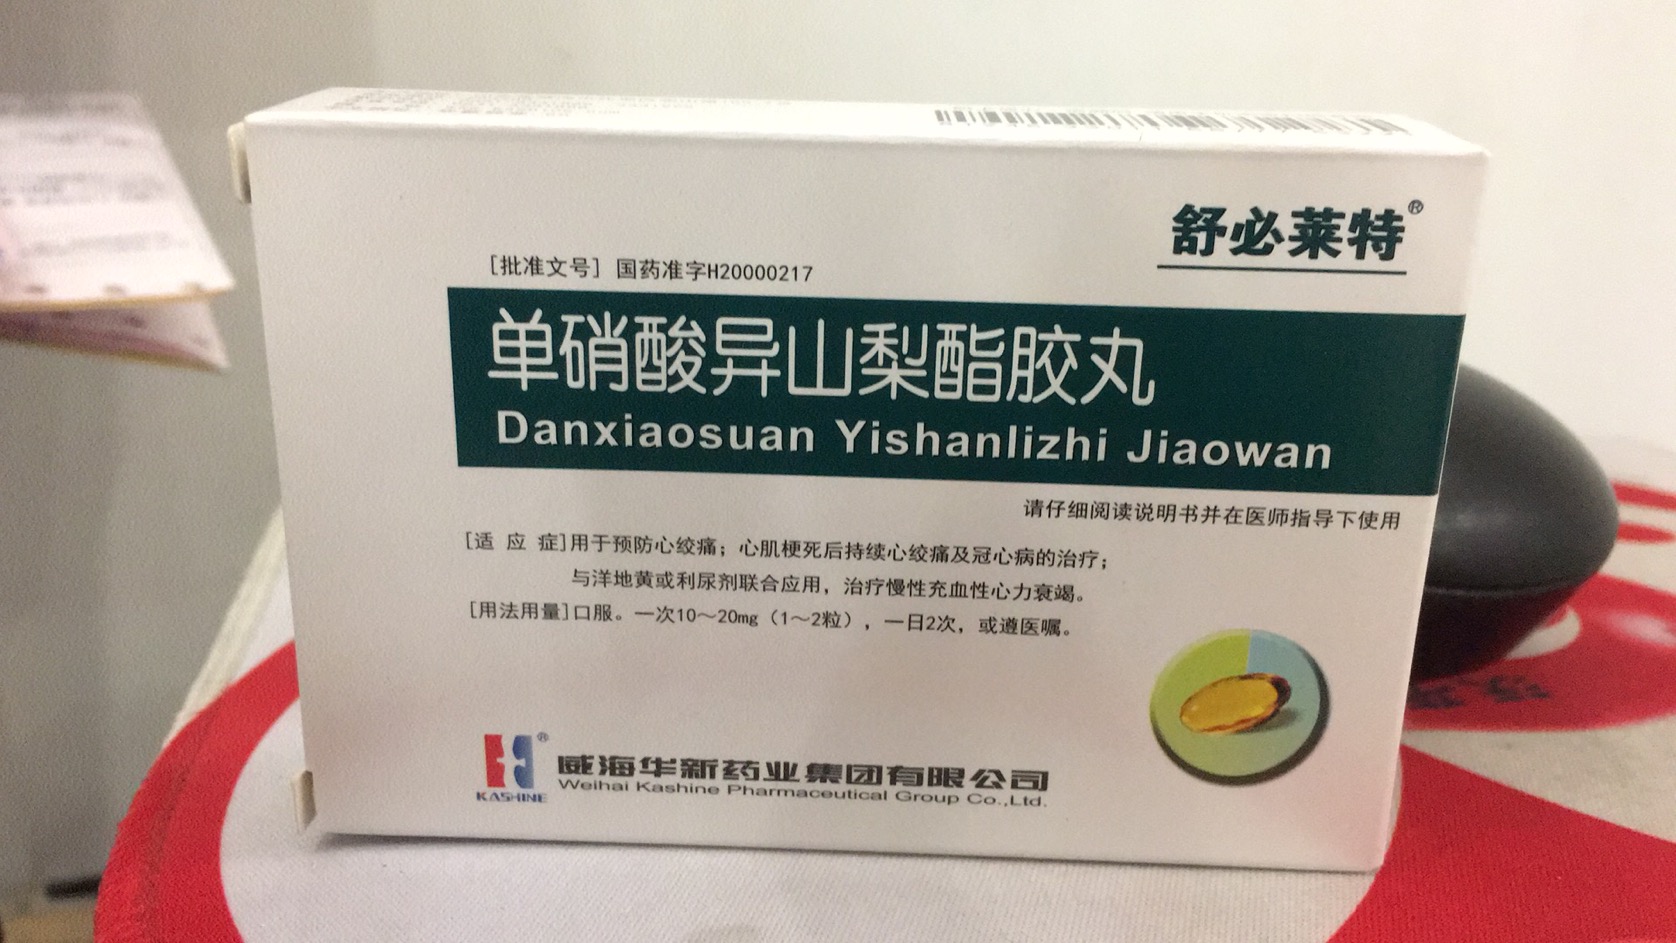 舒必莱特®
[批准文号] 国药准字H20000217
单硝酸异山梨酯胶丸
Danxiaosuan Yishanlizhi Jiaowan
请仔细阅读说明书并在医师指导下使用
[适 应 症]用于预防心绞痛；心肌梗死后持续心绞痛及冠心病的治疗；
与洋地黄或利尿剂联合应用，治疗慢性充血性心力衰竭。
[用法用量]口服。一次10～20mg（1～2粒），一日2次，或遵医嘱。
®
KASHINE
威海华新药业集团有限公司
Weihai Kashine Pharmaceutical Group Co.,Ltd.